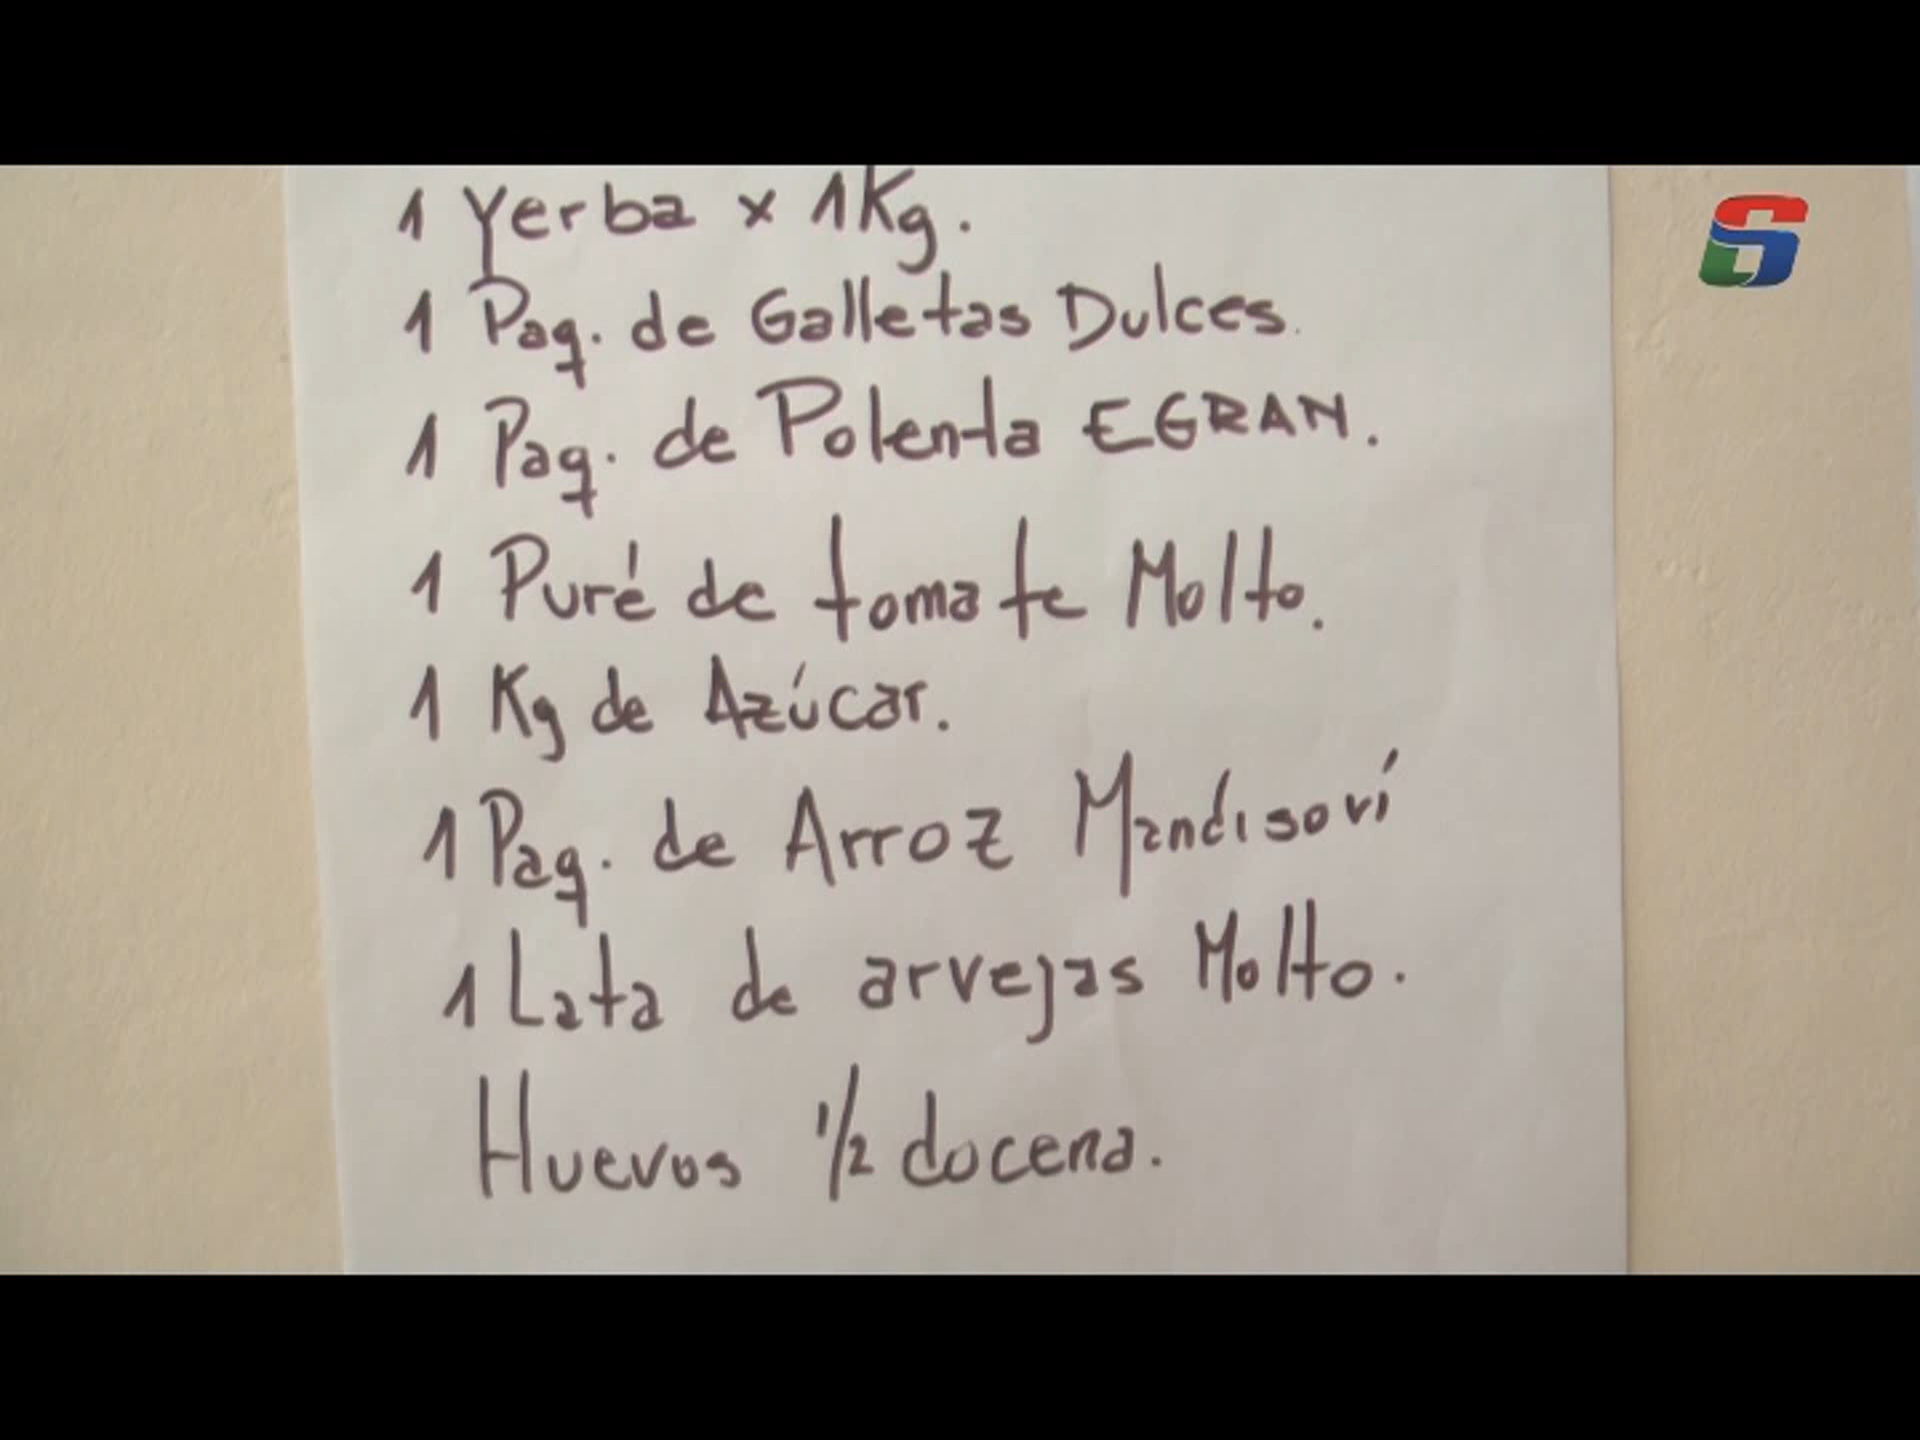 1 Yerba x 1Kg.
1 Paq. de Galletas Dulces.
1 Paq. de Polenta EGRAN.
1 Puré de tomate Molto.
1 Kg de Azúcar.
1 Paq. de Arroz Mandisoví
1 Lata de arvejas Molto.
Huevos 1/2 docena.